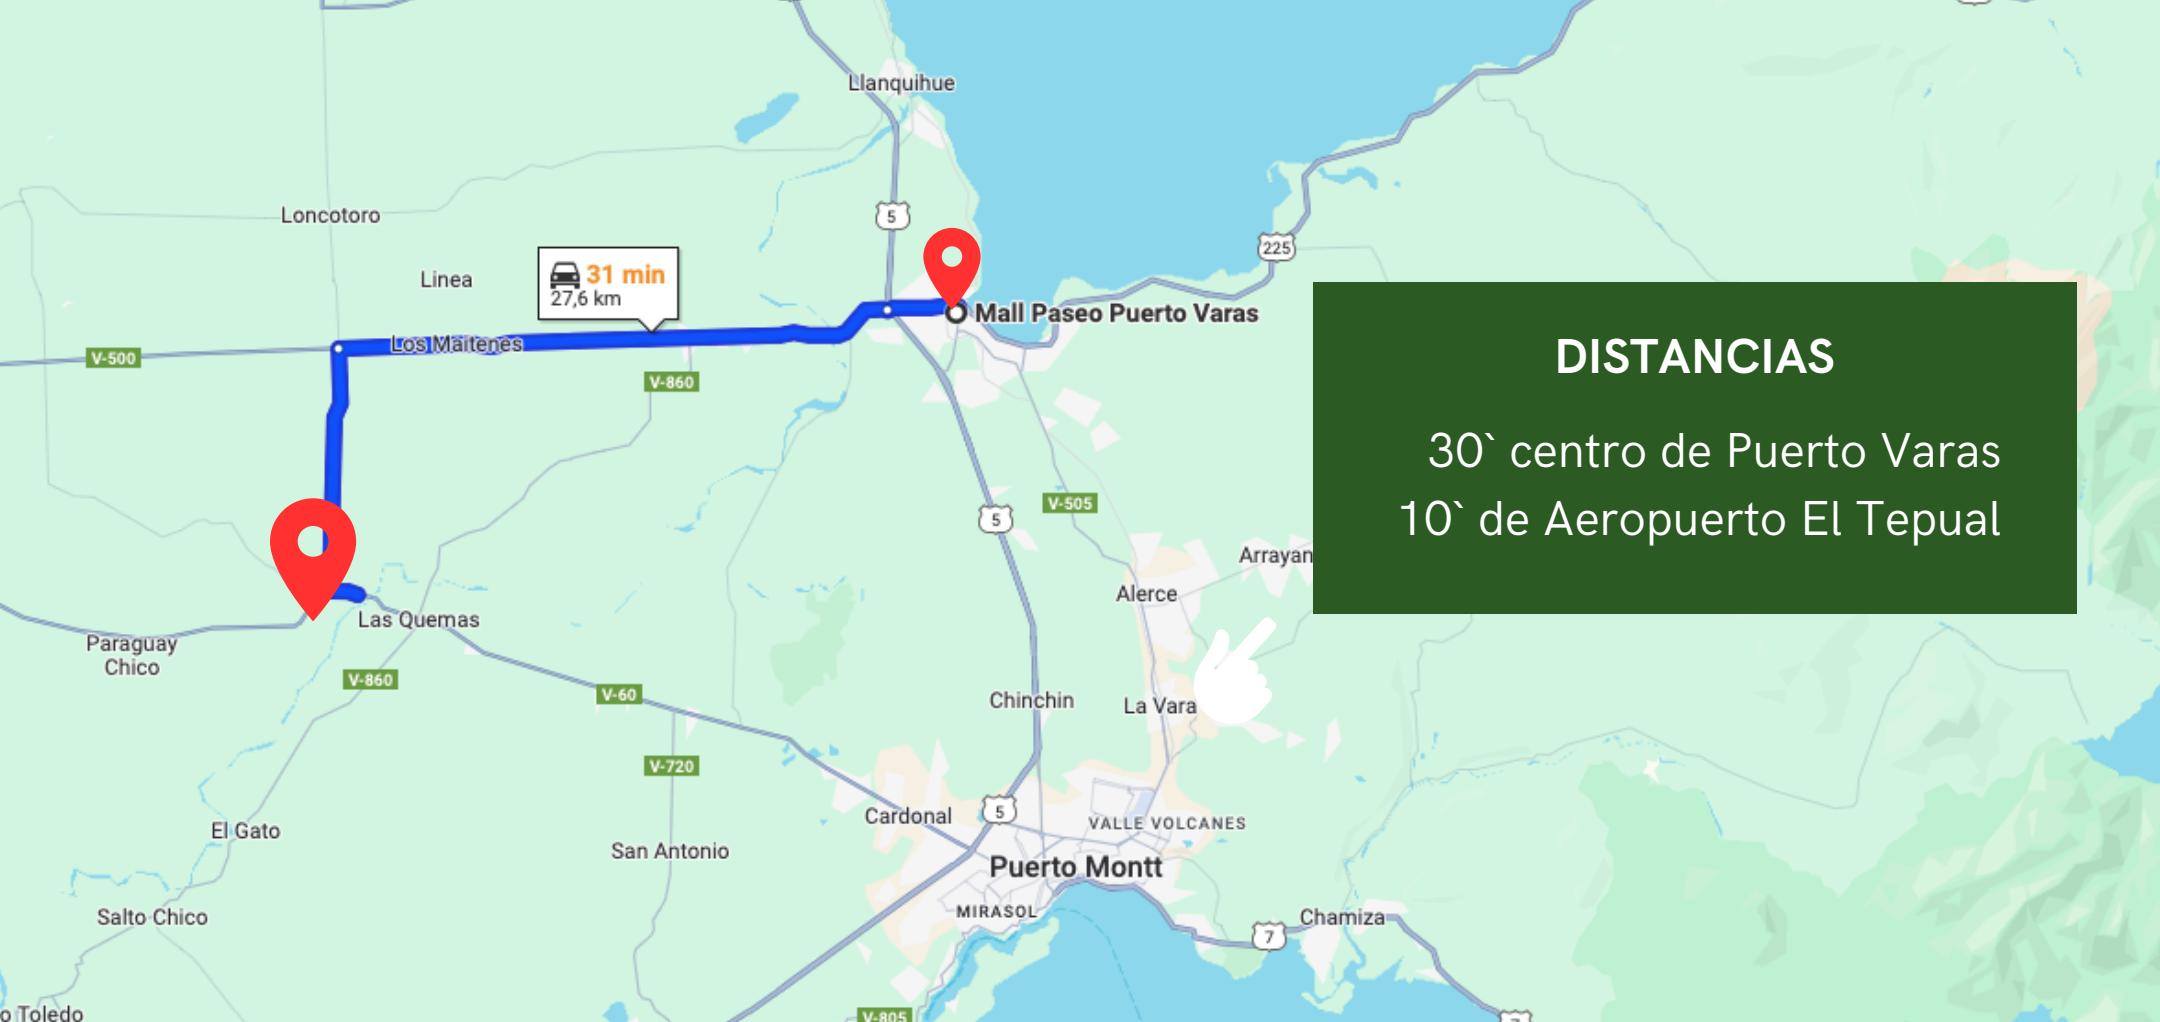 Llanquihue
Loncotoro
5
225
Linea
31 min
27,6 km
Mall Paseo Puerto Varas
Los Maitenes
V-500
V-860
DISTANCIAS
30` centro de Puerto Varas
10` de Aeropuerto El Tepual
V-505
5
Arrayan
Alerce
Las Quemas
Paraguay
Chico
V-860
V-60
Chinchin
La Vara
V-720
5
Cardonal
VALLE VOLCANES
El Gato
San Antonio
Puerto Montt
MIRASOL
Salto Chico
Chamiza
7
o Toledo
V-805